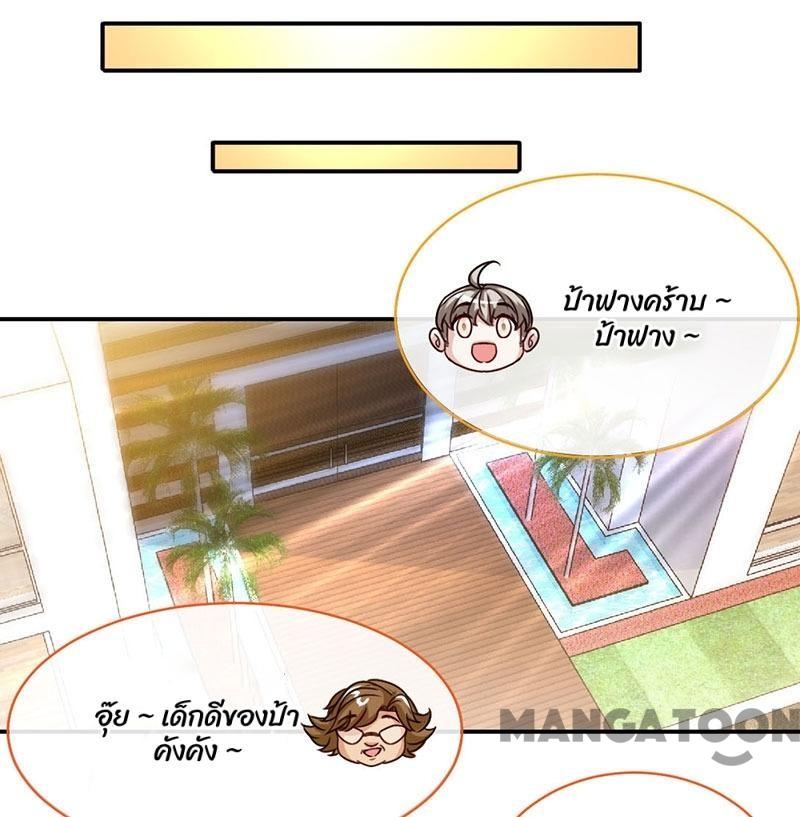 ป้าฟางคร้าบ ~
ป้าฟาง ~
อุ๊ย ~ เด็กดีของป้า
คังคัง ~
MANGATOON